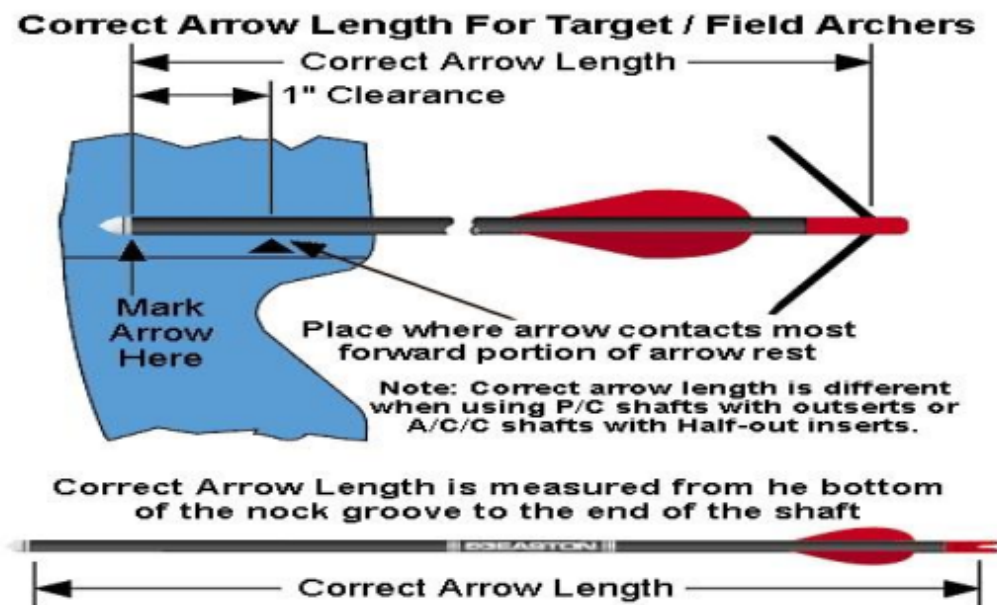 Correct Arrow Length For Target / Field Archers
Correct Arrow Length
1" Clearance
Mark
Arrow
Here
Place where arrow contacts most
forward portion of arrow rest
Note: Correct arrow length is different
when using P/C shafts with outserts or
A/C/C shafts with Half-out inserts.
Correct Arrow Length is measured from he bottom
of the nock groove to the end of the shaft
EASTON
Correct Arrow Length